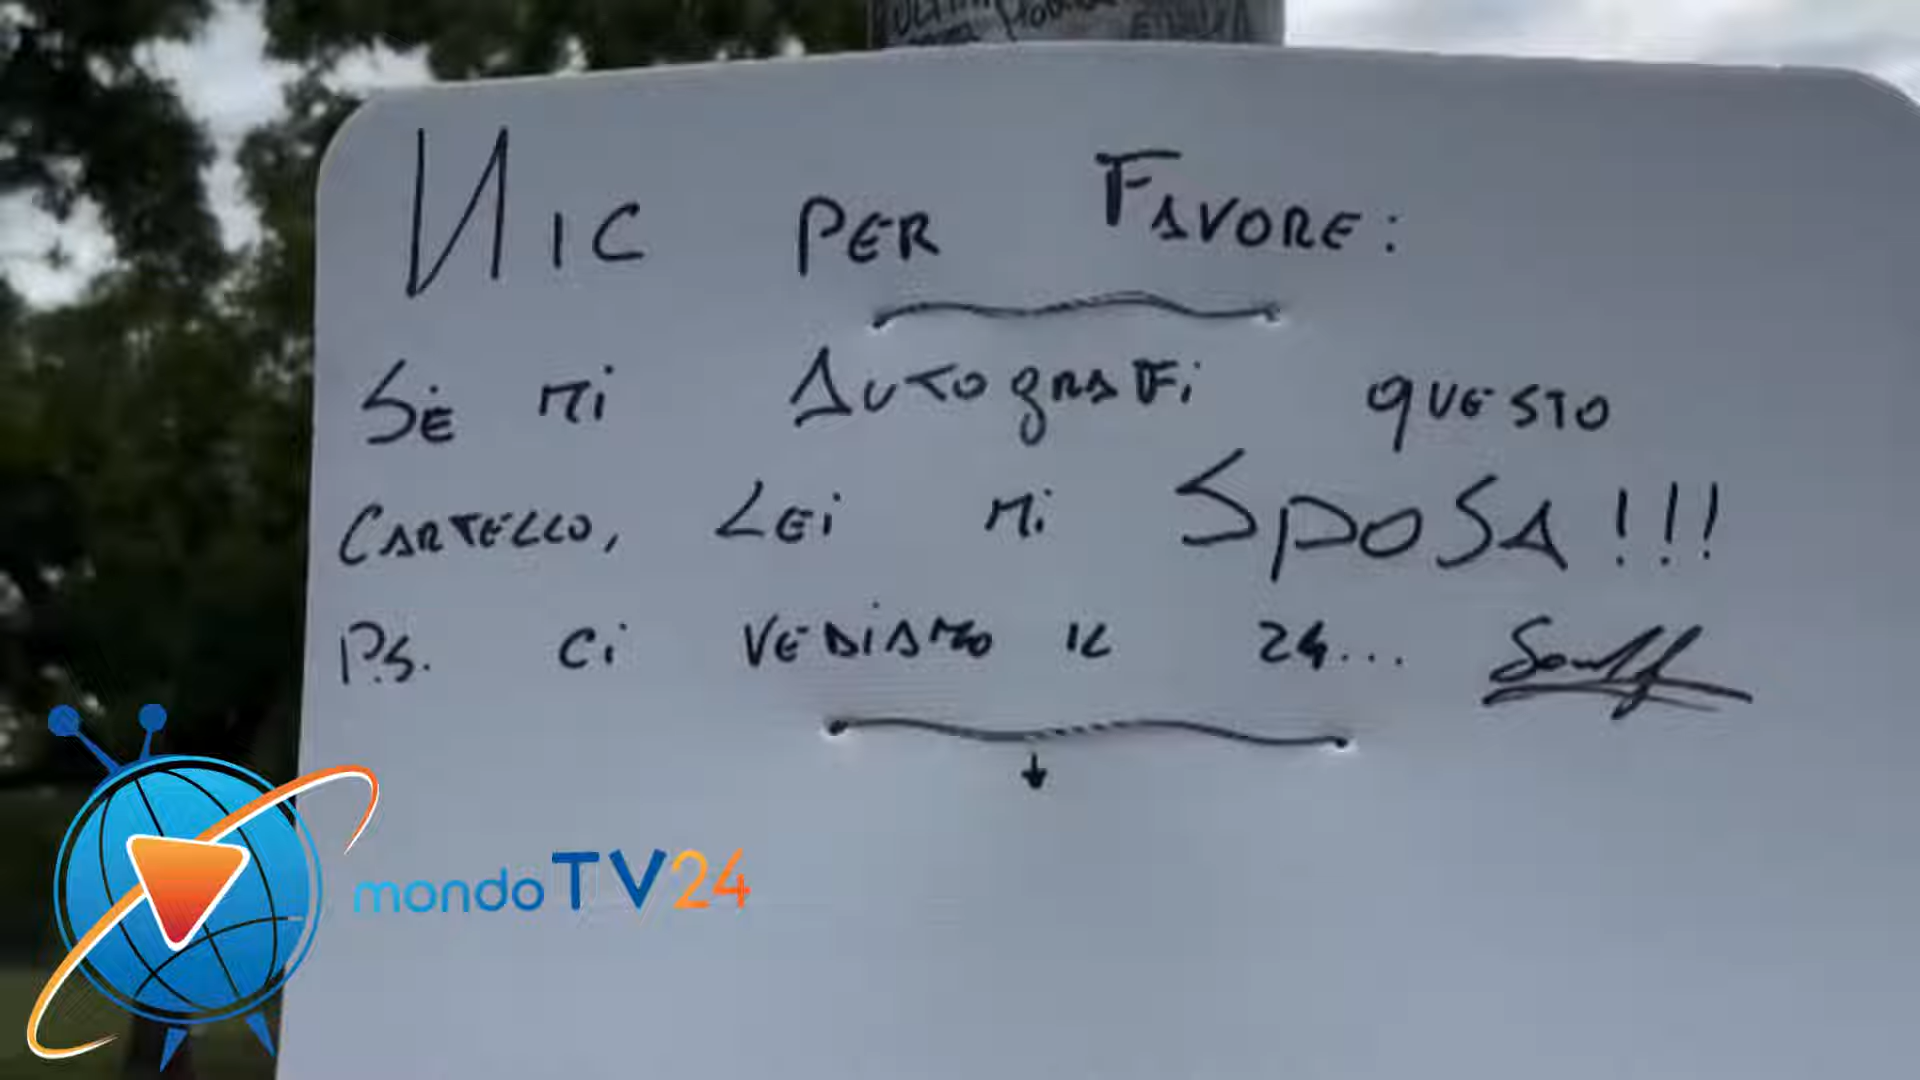 NIC PER FAVORE:
SE MI AUTOGRAFI QUESTO
CARTELLO, LEI MI SPOSA!!!
P.S. CI VEDIAMO IL 24...
mondoTV24